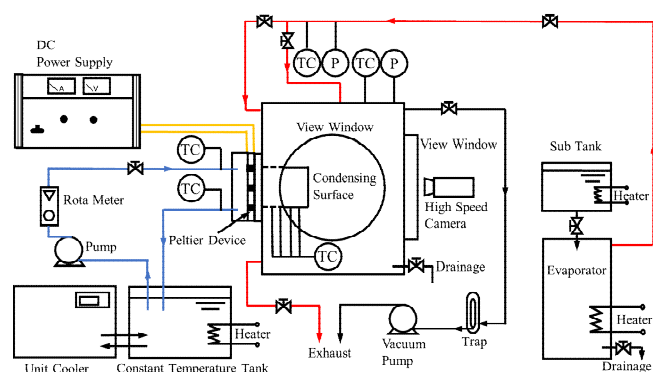 DC
Power Supply
A
V
TC
P
TC
P
View Window
View Window
TC
TC
Condensing
Surface
Sub Tank
Heater
Rota Meter
High Speed
Camera
Peltier Device
Pump
TC
Drainage
Evaporator
Heater
Heater
Exhaust
Vacuum
Pump
Trap
Unit Cooler
Constant Temperature Tank
Drainage